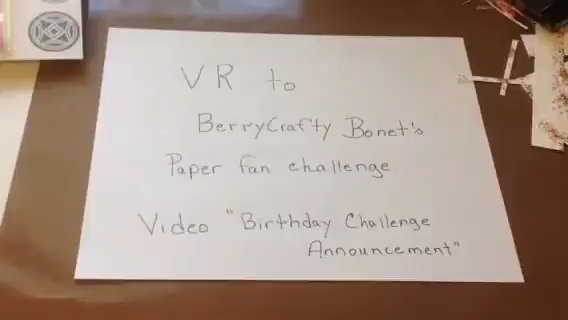 VR to
BerryCrafty Bonet's
Paper fan challenge
Video "Birthday Challenge
Announcement"